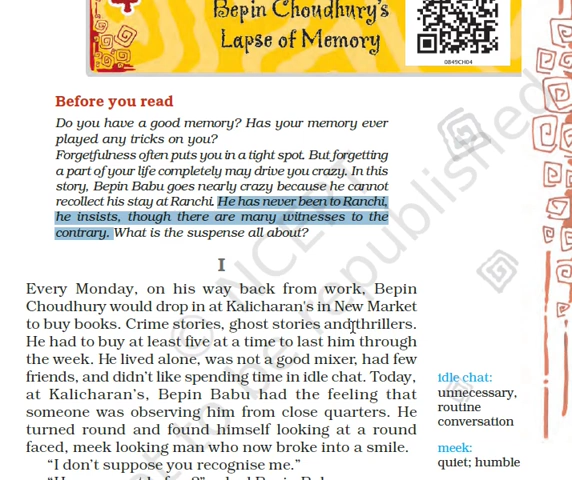 Bepin Choudhury's
Lapse of Memory
0845CH04
Before you read
Do you have a good memory? Has your memory ever
played any tricks on you?
Forgetfulness often puts you in a tight spot. But forgetting
a part of your life completely may drive you crazy. In this
story, Bepin Babu goes nearly crazy because he cannot
recollect his stay at Ranchi. He has never been to Ranchi,
he insists, though there are many witnesses to the
contrary. What is the suspense all about?
I
Every Monday, on his way back from work, Bepin
Choudhury would drop in at Kalicharan's in New Market
to buy books. Crime stories, ghost stories and thrillers.
He had to buy at least five at a time to last him through
the week. He lived alone, was not a good mixer, had few
friends, and didn't like spending time in idle chat. Today,
at Kalicharan's, Bepin Babu had the feeling that
someone was observing him from close quarters. He
turned round and found himself looking at a round
faced, meek looking man who now broke into a smile.
"I don't suppose you recognise me."
idle chat:
unnecessary,
routine
conversation
meek:
quiet; humble
© NCERT
not to be republished